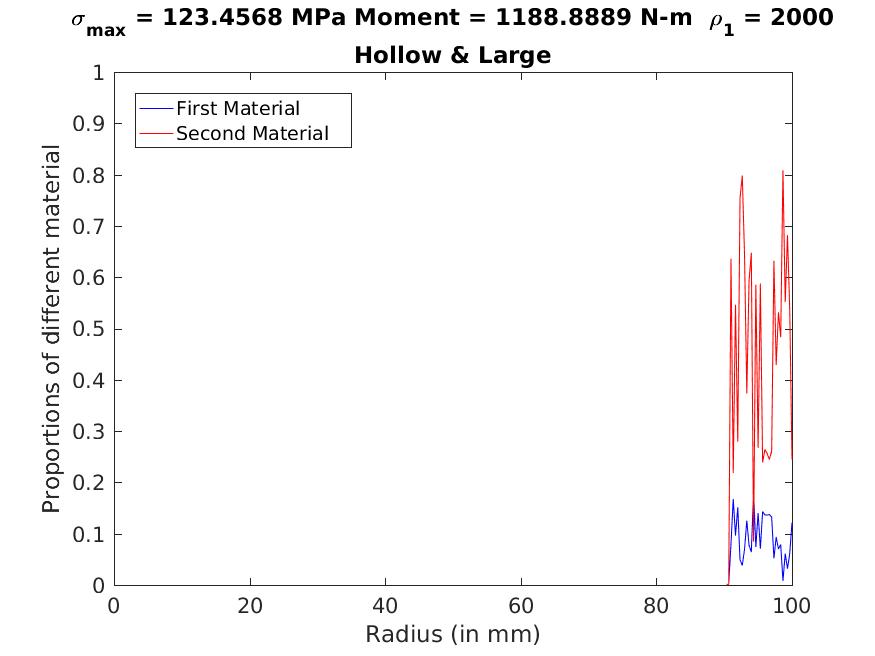 σmax = 123.4568 MPa Moment = 1188.8889 N-m ρ1 = 2000
Hollow & Large
First Material
Second Material
Proportions of different material
1
0.9
0.8
0.7
0.6
0.5
0.4
0.3
0.2
0.1
0
0 20 40 60 80 100
Radius (in mm)